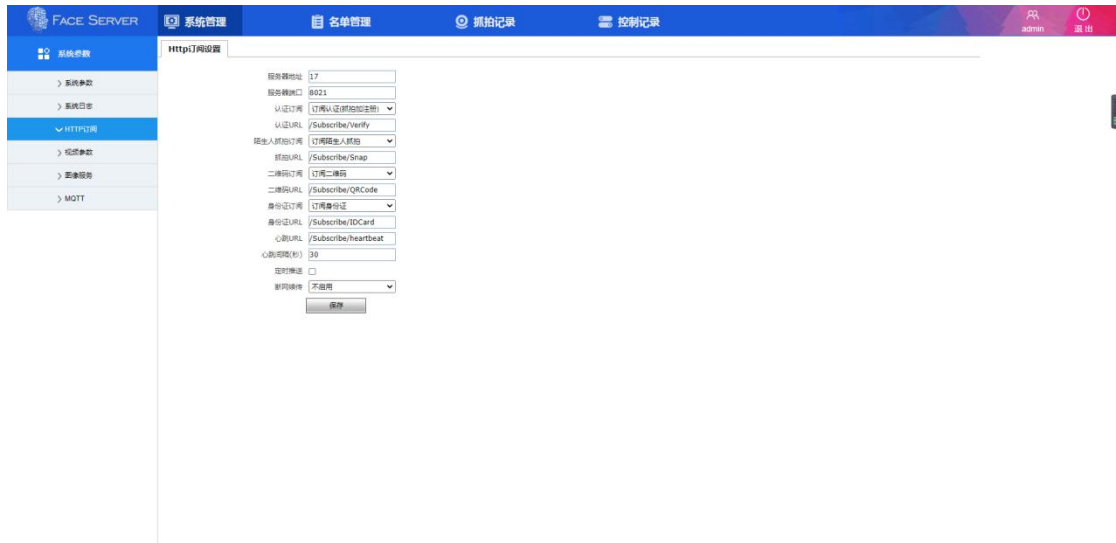 FACE SERVER
系统管理
名单管理
抓拍记录
控制记录
admin
退出
系统参数
系统参数
系统日志
HTTP订阅
视频参数
图像服务
MQTT
Http订阅设置
服务器地址 17
服务器端口 8021
认证订阅 订阅认证(抓拍加注册)
认证URL /Subscribe/Verify
陌生人抓拍订阅 订阅陌生人抓拍
抓拍URL /Subscribe/Snap
二维码订阅 订阅二维码
二维码URL /Subscribe/QRCode
身份证订阅 订阅身份证
身份证URL /Subscribe/IDCard
心跳URL /Subscribe/heartbeat
心跳间隔(秒) 30
定时推送
断网续传 不启用
保存